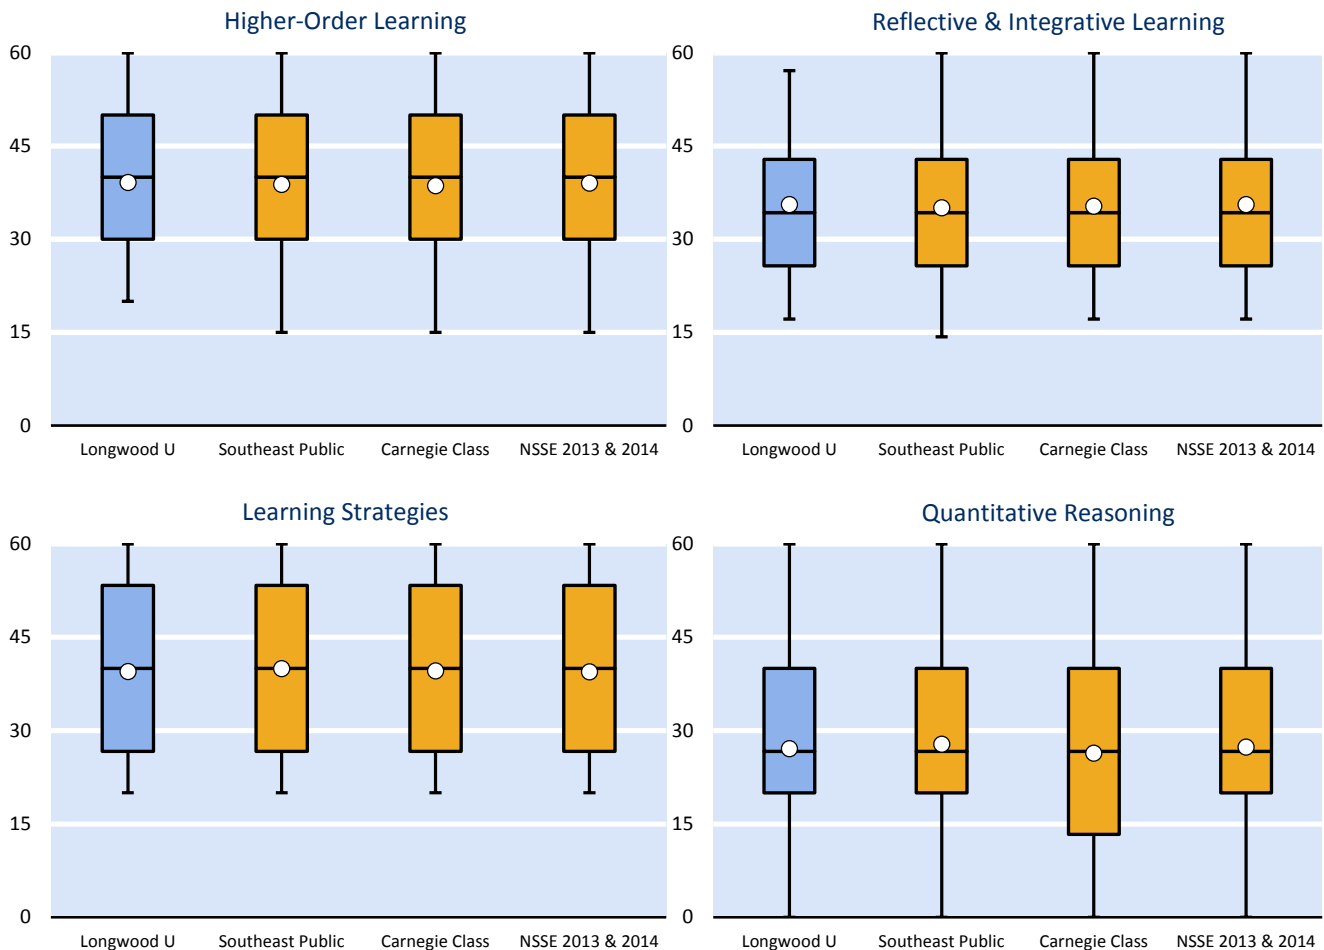 Higher-Order Learning
60
45
30
15
0
Longwood U Southeast Public Carnegie Class NSSE 2013 & 2014
Reflective & Integrative Learning
60
45
30
15
0
Longwood U Southeast Public Carnegie Class NSSE 2013 & 2014
Learning Strategies
60
45
30
15
0
Longwood U Southeast Public Carnegie Class NSSE 2013 & 2014
Quantitative Reasoning
60
45
30
15
0
Longwood U Southeast Public Carnegie Class NSSE 2013 & 2014